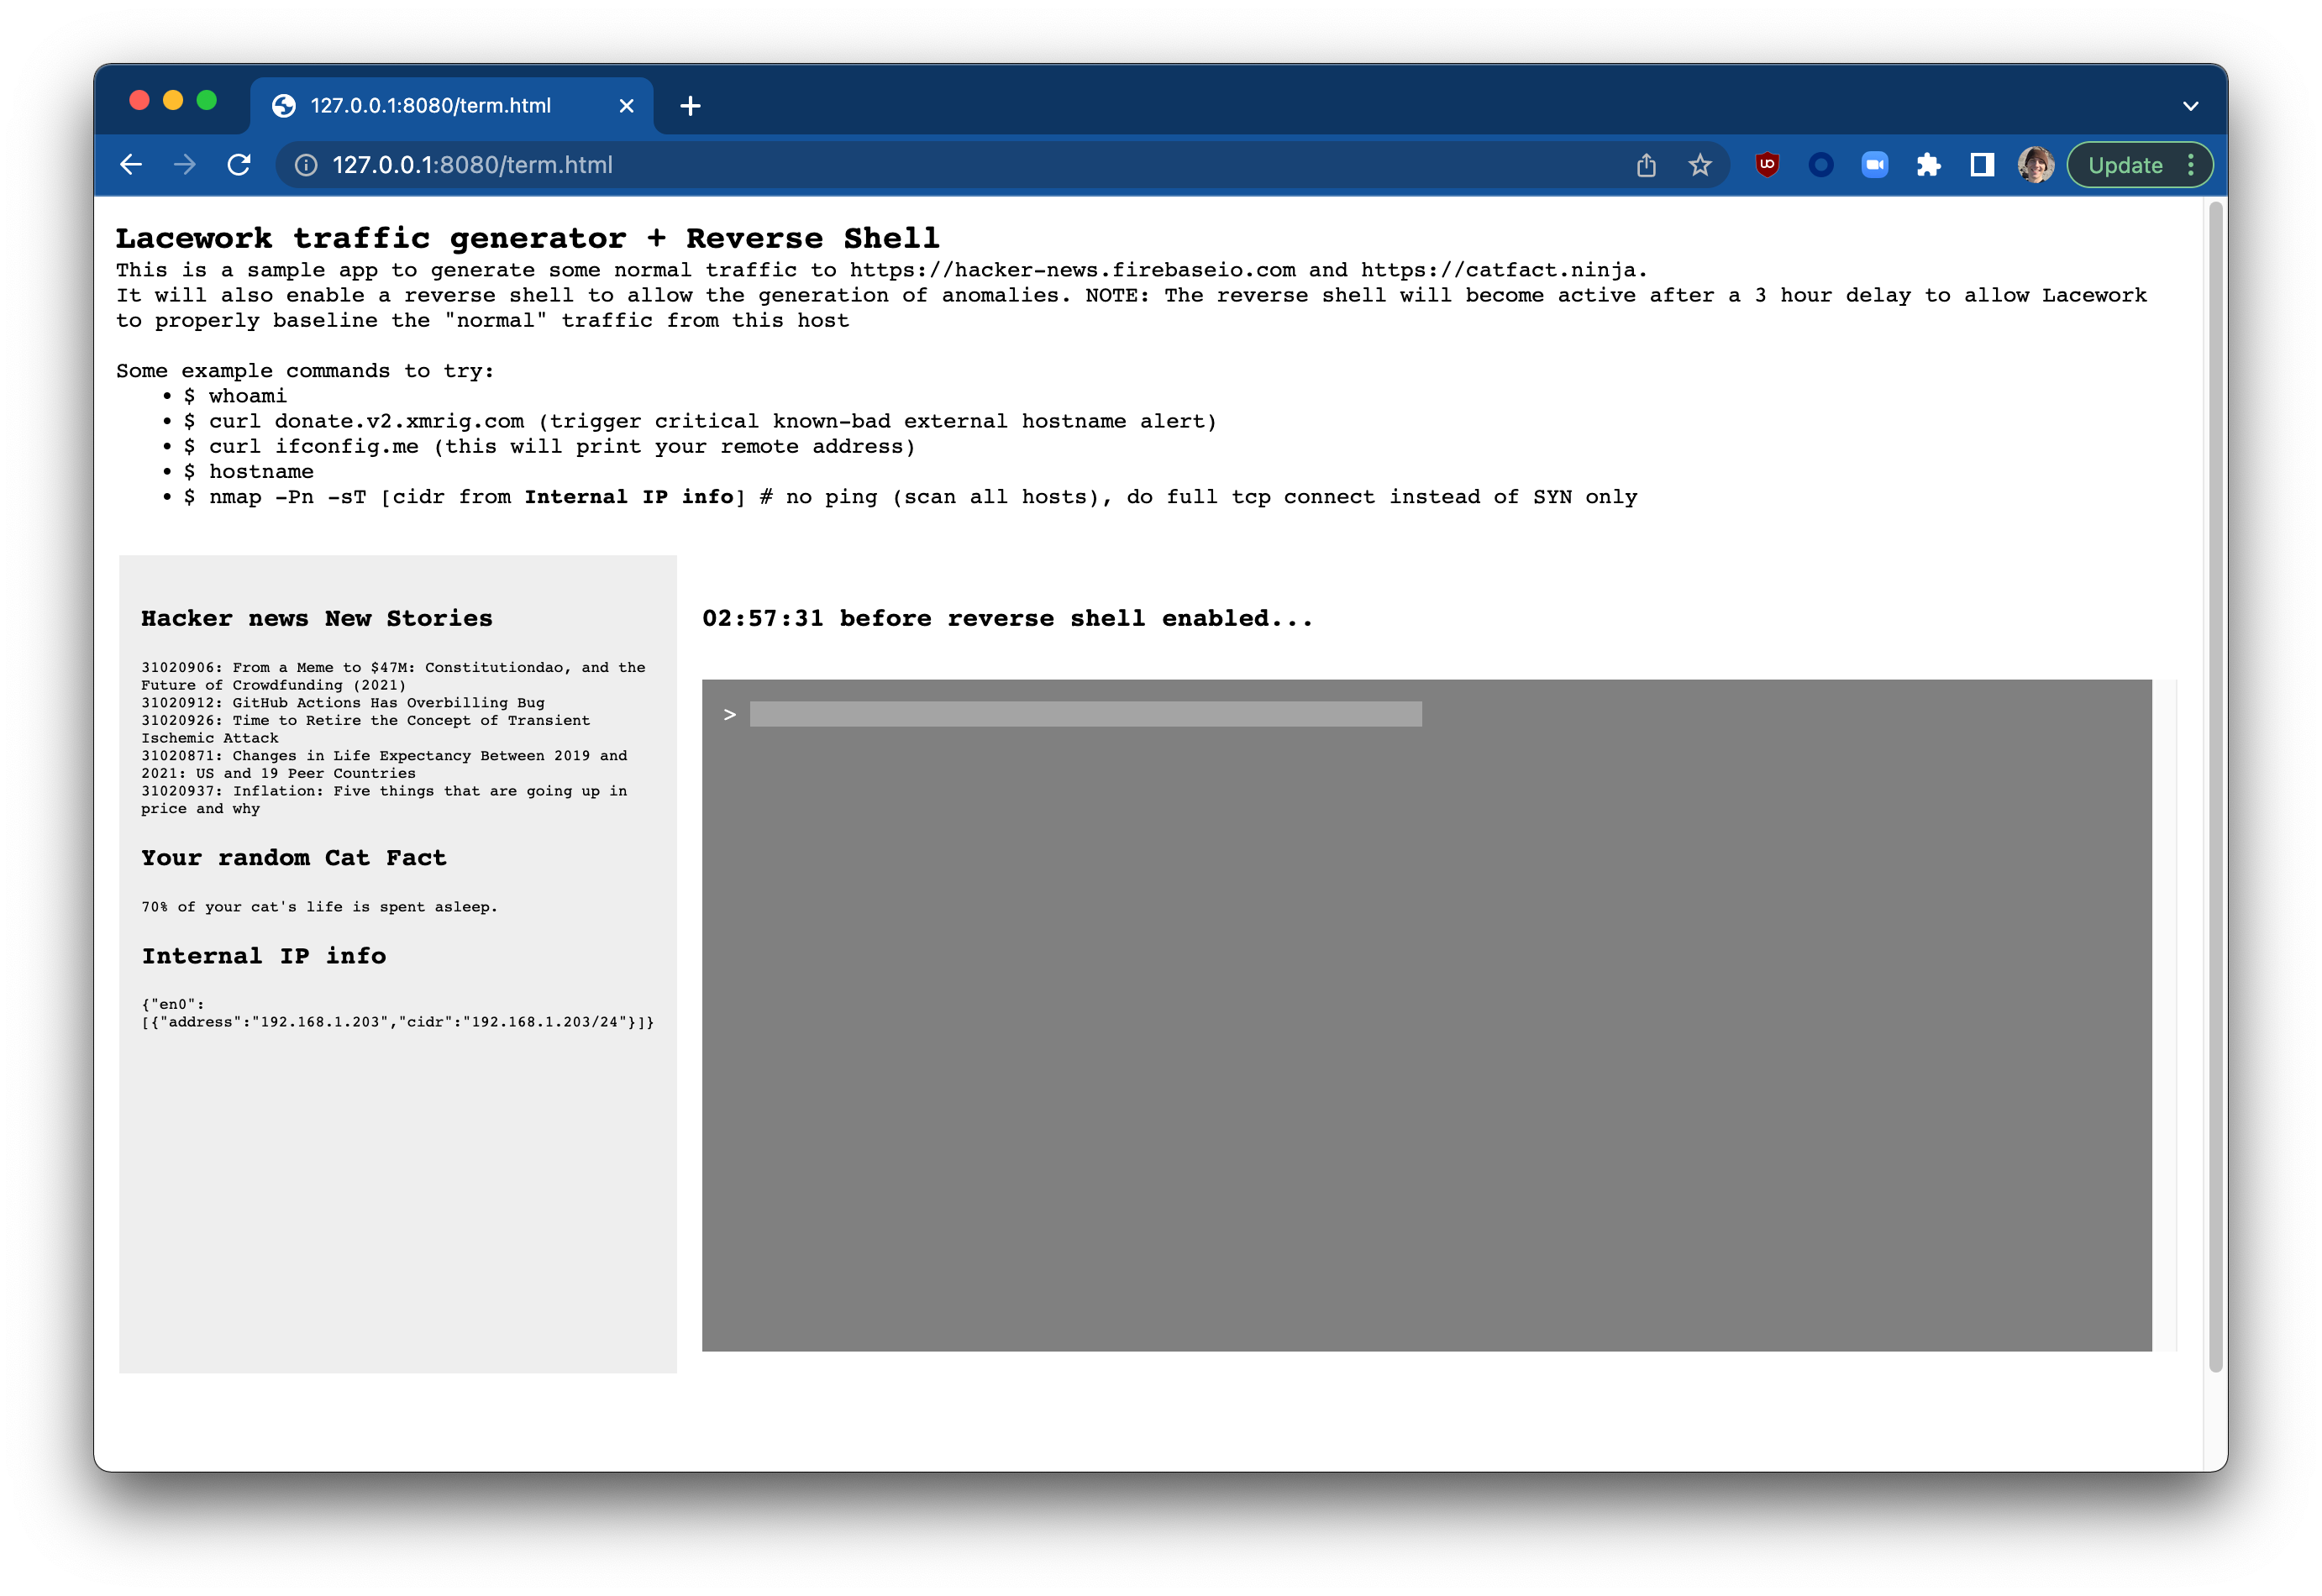 127.0.0.1:8080/term.html
127.0.0.1:8080/term.html
Update
Lacework traffic generator + Reverse Shell
This is a sample app to generate some normal traffic to https://hacker-news.firebaseio.com and https://catfact.ninja.
It will also enable a reverse shell to allow the generation of anomalies. NOTE: The reverse shell will become active after a 3 hour delay to allow Lacework
to properly baseline the "normal" traffic from this host
Some example commands to try:
• $ whoami
• $ curl donate.v2.xmrig.com (trigger critical known-bad external hostname alert)
• $ curl ifconfig.me (this will print your remote address)
• $ hostname
• $ nmap -Pn -sT [cidr from Internal IP info] # no ping (scan all hosts), do full tcp connect instead of SYN only
Hacker news New Stories
31020906: From a Meme to $47M: Constitutiondao, and the
Future of Crowdfunding (2021)
31020912: GitHub Actions Has Overbilling Bug
31020926: Time to Retire the Concept of Transient
Ischemic Attack
31020871: Changes in Life Expectancy Between 2019 and
2021: US and 19 Peer Countries
31020937: Inflation: Five things that are going up in
price and why
Your random Cat Fact
70% of your cat's life is spent asleep.
Internal IP info
{"en0":
[{"address":"192.168.1.203","cidr":"192.168.1.203/24"}]}
02:57:31 before reverse shell enabled...
>